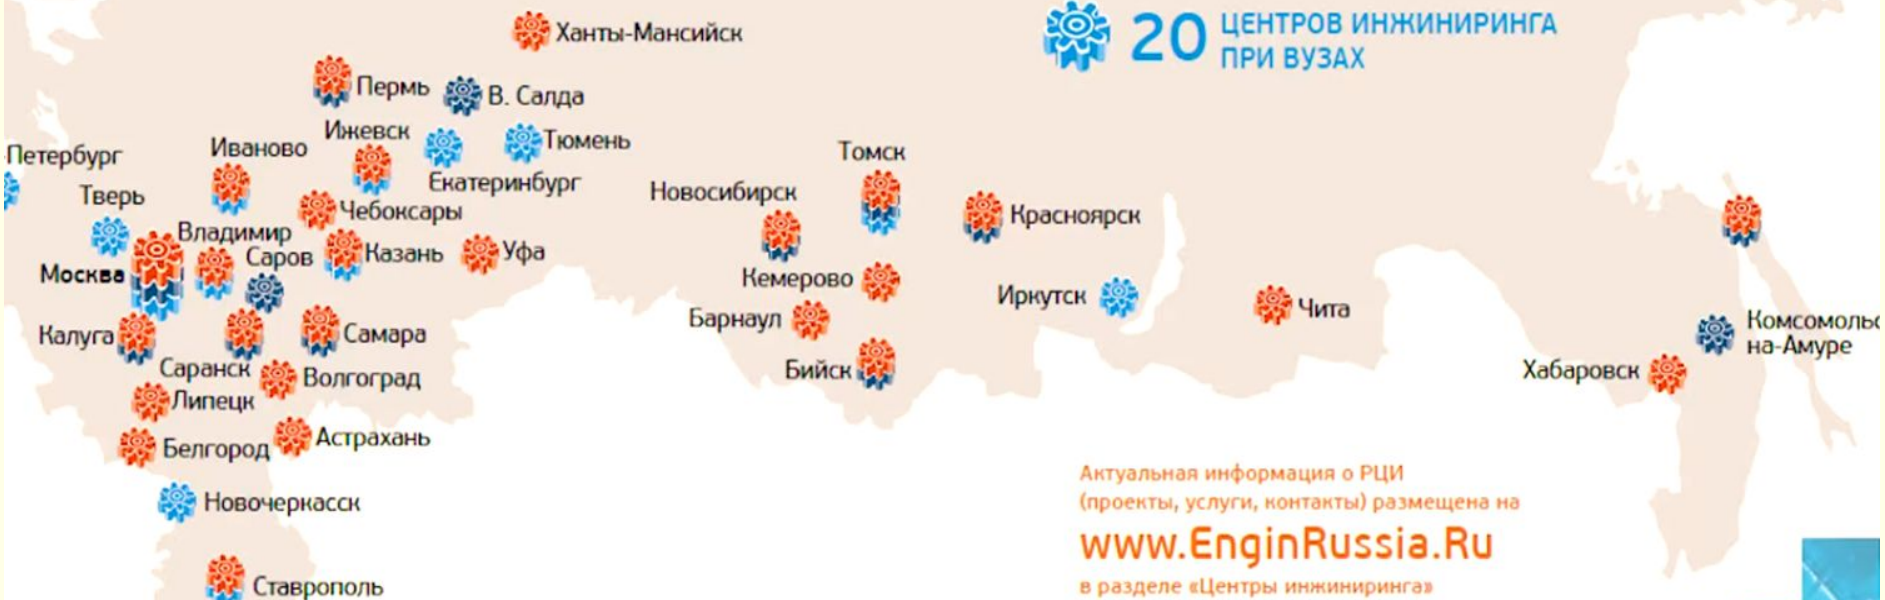 Ханты-Мансийск
20 ЦЕНТРОВ ИНЖИНИРИНГА
ПРИ ВУЗАХ
Пермь
В. Салда
Ижевск
Тюмень
Иваново
-Петербург
Екатеринбург
Тверь
Чебоксары
Томск
Новосибирск
Красноярск
Владимир
Саров
Казань
Уфа
Москва
Кемерово
Иркутск
Чита
Барнаул
Калуга
Самара
Комсомольс
на-Амуре
Саранск
Волгоград
Бийск
Хабаровск
Липецк
Астрахань
Белгород
Новочеркасск
Ставрополь
Актуальная информация о РЦИ
(проекты, услуги, контакты) размещена на
www.EnginRussia.Ru
в разделе «Центры инжиниринга»